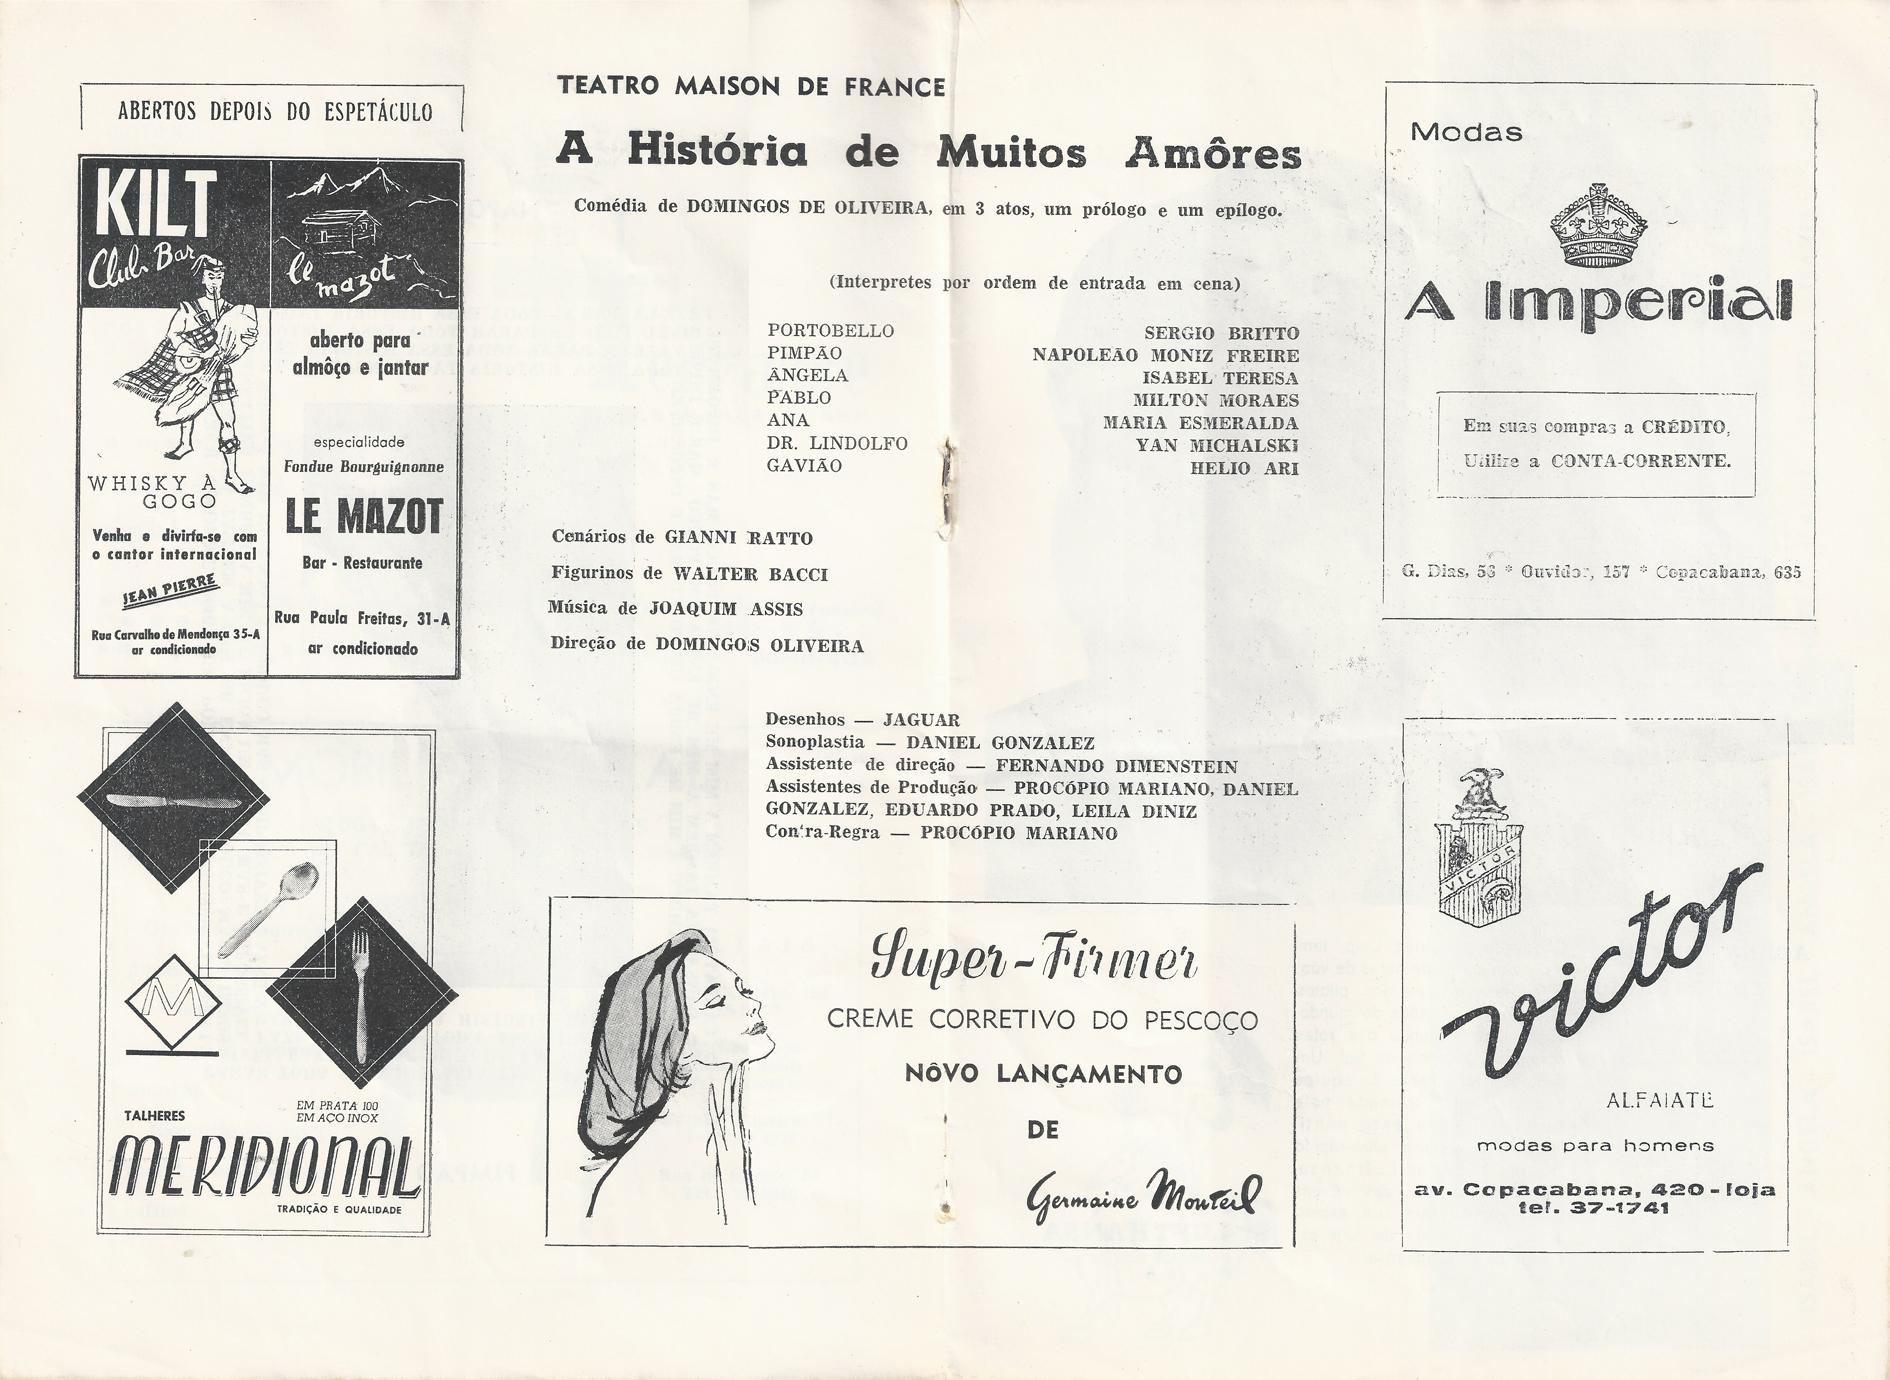 ABERTOS DEPOIS DO ESPETÁCULO
KILT
Club Bar
WHISKY À
GOGO
Venha e divirta-se com
o cantor internacional
JEAN PIERRE
Rua Carvalho de Mendonça 35-A
ar condicionado
le mazot
aberto para
almôço e jantar
especialidade
Fondue Bourguignonne
LE MAZOT
Bar - Restaurante
Rua Paula Freitas, 31-A
ar condicionado
M
TALHERES
EM PRATA 100
EM AÇO INOX
MERIDIONAL
TRADIÇÃO E QUALIDADE
TEATRO MAISON DE FRANCE
A História de Muitos Amôres
Comédia de DOMINGOS DE OLIVEIRA, em 3 atos, um prólogo e um epílogo.
(Interpretes por ordem de entrada em cena)
PORTOBELLO SERGIO BRITTO
PIMPÃO NAPOLEÃO MONIZ FREIRE
ÂNGELA ISABEL TERESA
PABLO MILTON MORAES
ANA MARIA ESMERALDA
DR. LINDOLFO YAN MICHALSKI
GAVIÃO HELIO ARI
Cenários de GIANNI RATTO
Figurinos de WALTER BACCI
Música de JOAQUIM ASSIS
Direção de DOMINGOS OLIVEIRA
Desenhos — JAGUAR
Sonoplastia — DANIEL GONZALEZ
Assistente de direção — FERNANDO DIMENSTEIN
Assistentes de Produção — PROCÓPIO MARIANO, DANIEL
GONZALEZ, EDUARDO PRADO, LEILA DINIZ
Contra-Regra — PROCÓPIO MARIANO
Super-Firmer
CREME CORRETIVO DO PESCOÇO
NÔVO LANÇAMENTO
DE
Germaine Monteil
Modas
A Imperial
Em suas compras a CRÉDITO,
Utilize a CONTA-CORRENTE.
G. Dias, 56 * Ouvidor, 157 * Copacabana, 635
VICTOR
victor
ALFAIATE
modas para homens
av. Copacabana, 420-loja
tel. 37-1741